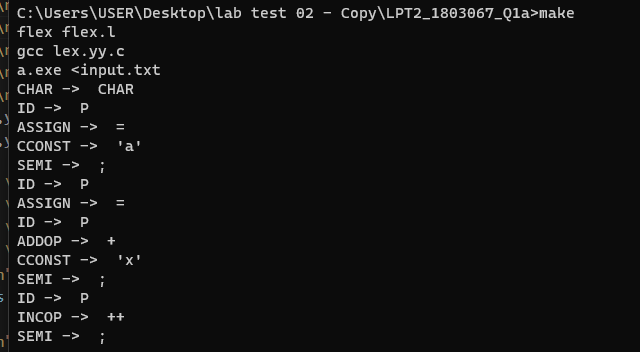 C:\Users\USER\Desktop\lab test 02 - Copy\LPT2_1803067_Q1a>make
flex flex.l
gcc lex.yy.c
a.exe <input.txt
CHAR ->  CHAR
ID ->  P
ASSIGN ->  =
CCONST ->  'a'
SEMI ->  ;
ID ->  P
ASSIGN ->  =
ID ->  P
ADDOP ->  +
CCONST ->  'x'
SEMI ->  ;
ID ->  P
INCOP ->  ++
SEMI ->  ;